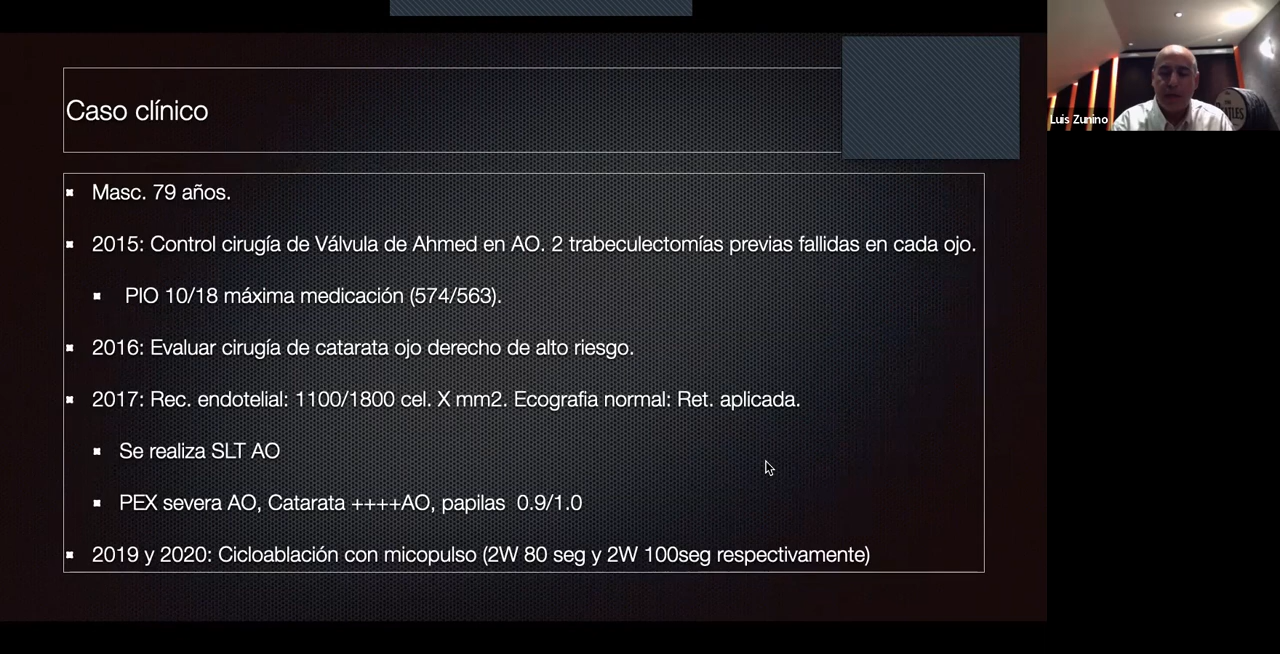 Caso clínico
Masc. 79 años.
2015: Control cirugía de Válvula de Ahmed en AO. 2 trabeculectomías previas fallidas en cada ojo.
PIO 10/18 máxima medicación (574/563).
2016: Evaluar cirugía de catarata ojo derecho de alto riesgo.
2017: Rec. endotelial: 1100/1800 cel. X mm2. Ecografia normal: Ret. aplicada.
Se realiza SLT AO
PEX severa AO, Catarata ++++AO, papilas 0.9/1.0
2019 y 2020: Cicloablación con micopulso (2W 80 seg y 2W 100seg respectivamente)
Luis Zunino